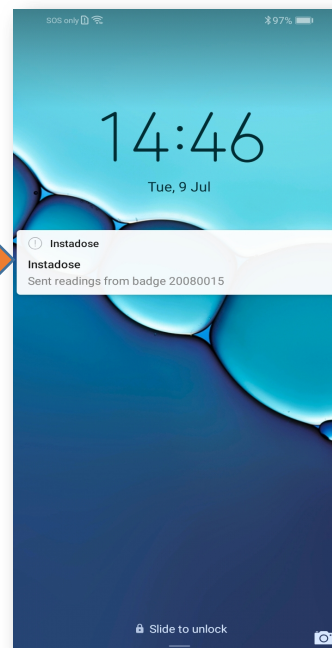 SOS only 97%
14:46
Tue, 9 Jul
Instadose
Instadose
Sent readings from badge 20080015
Slide to unlock